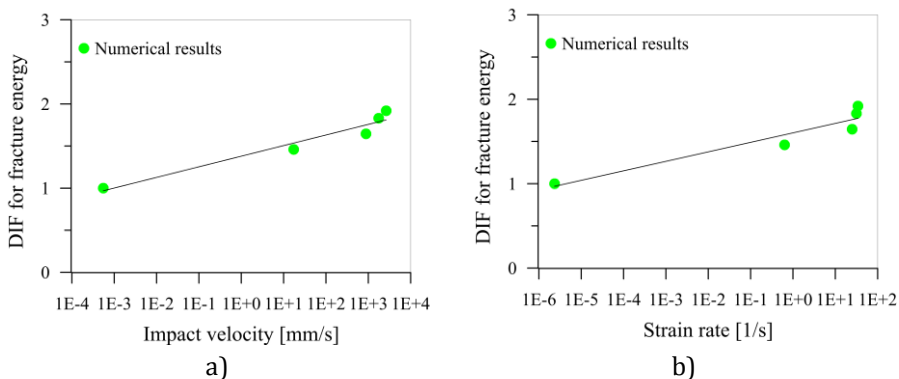 3
Numerical results
2
1
0
DIF for fracture energy
1E-4 1E-3 1E-2 1E-1 1E+0 1E+1 1E+2 1E+3 1E+4
Impact velocity [mm/s]
a)
3
Numerical results
2
1
0
DIF for fracture energy
1E-6 1E-5 1E-4 1E-3 1E-2 1E-1 1E+0 1E+1 1E+2
Strain rate [1/s]
b)